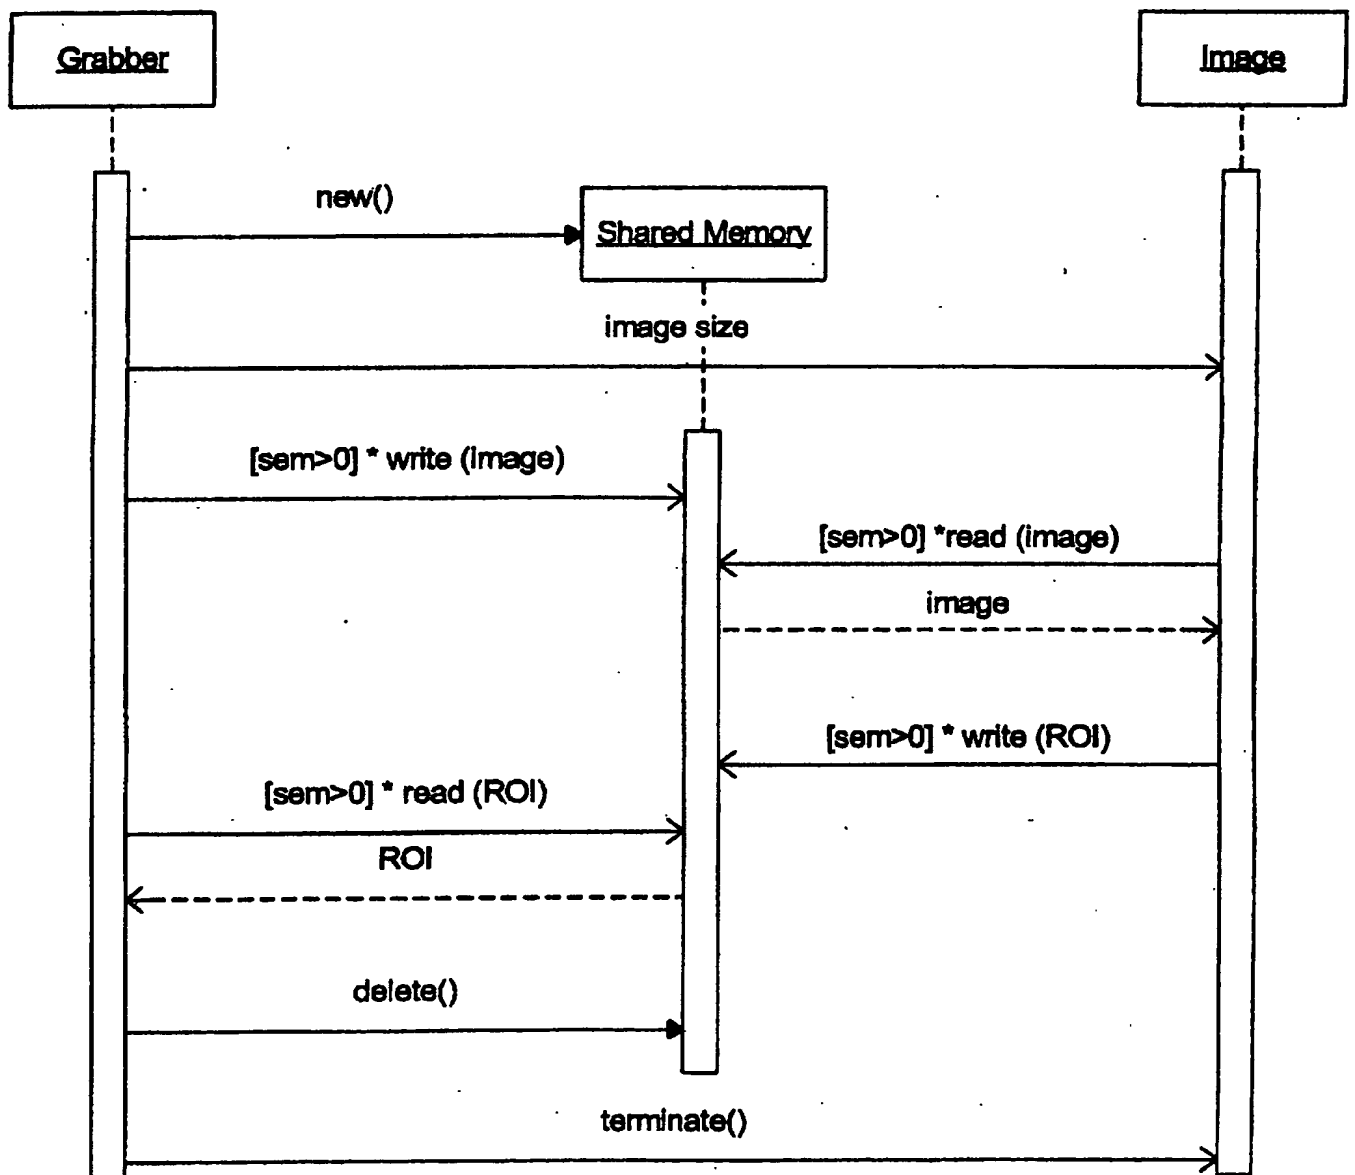 Grabber
Image
new()
Shared Memory
image size
[sem>0] * write (image)
[sem>0] *read (image)
image
[sem>0] * write (ROI)
[sem>0] * read (ROI)
ROI
delete()
terminate()